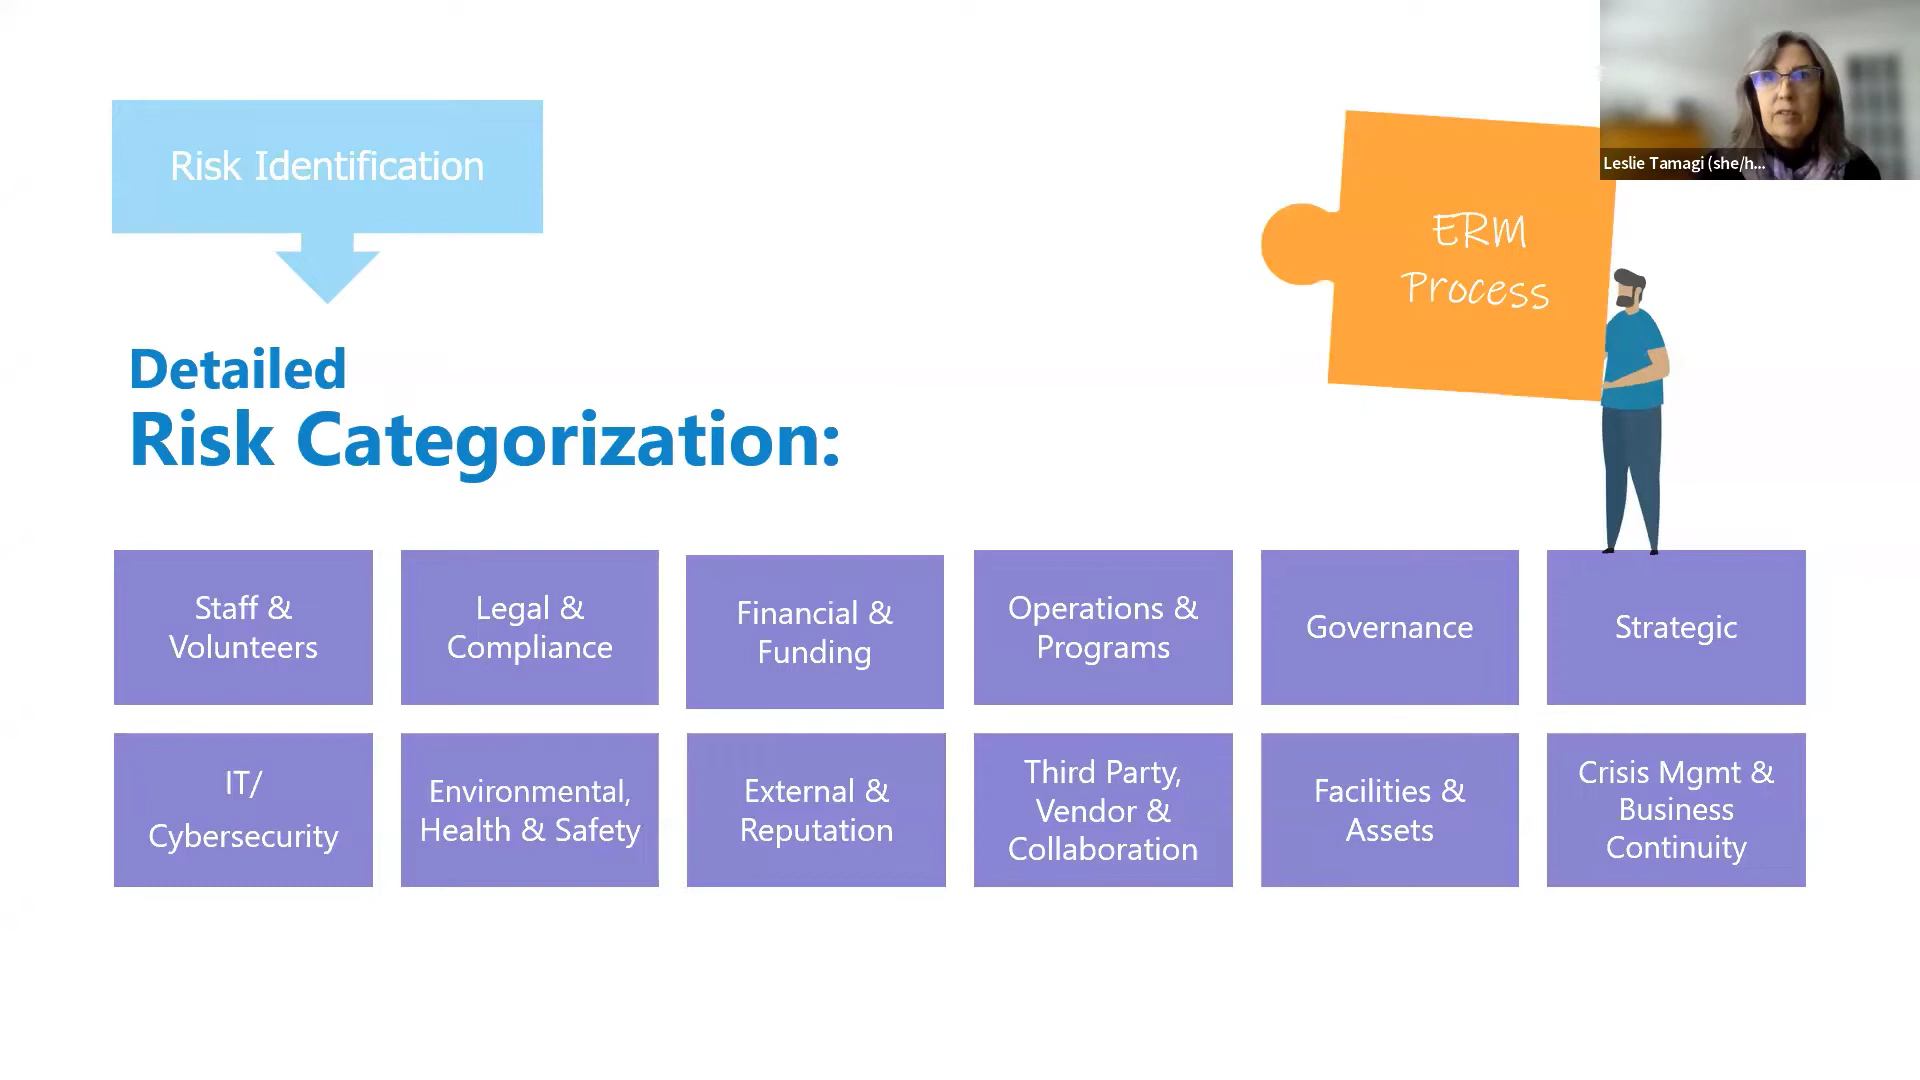 Risk Identification
Leslie Tamagi (she/h...
ERM
Process
Detailed
Risk Categorization:
Staff &
Volunteers
Legal &
Compliance
Financial &
Funding
Operations &
Programs
Governance
Strategic
IT/
Cybersecurity
Environmental,
Health & Safety
External &
Reputation
Third Party,
Vendor &
Collaboration
Facilities &
Assets
Crisis Mgmt &
Business
Continuity